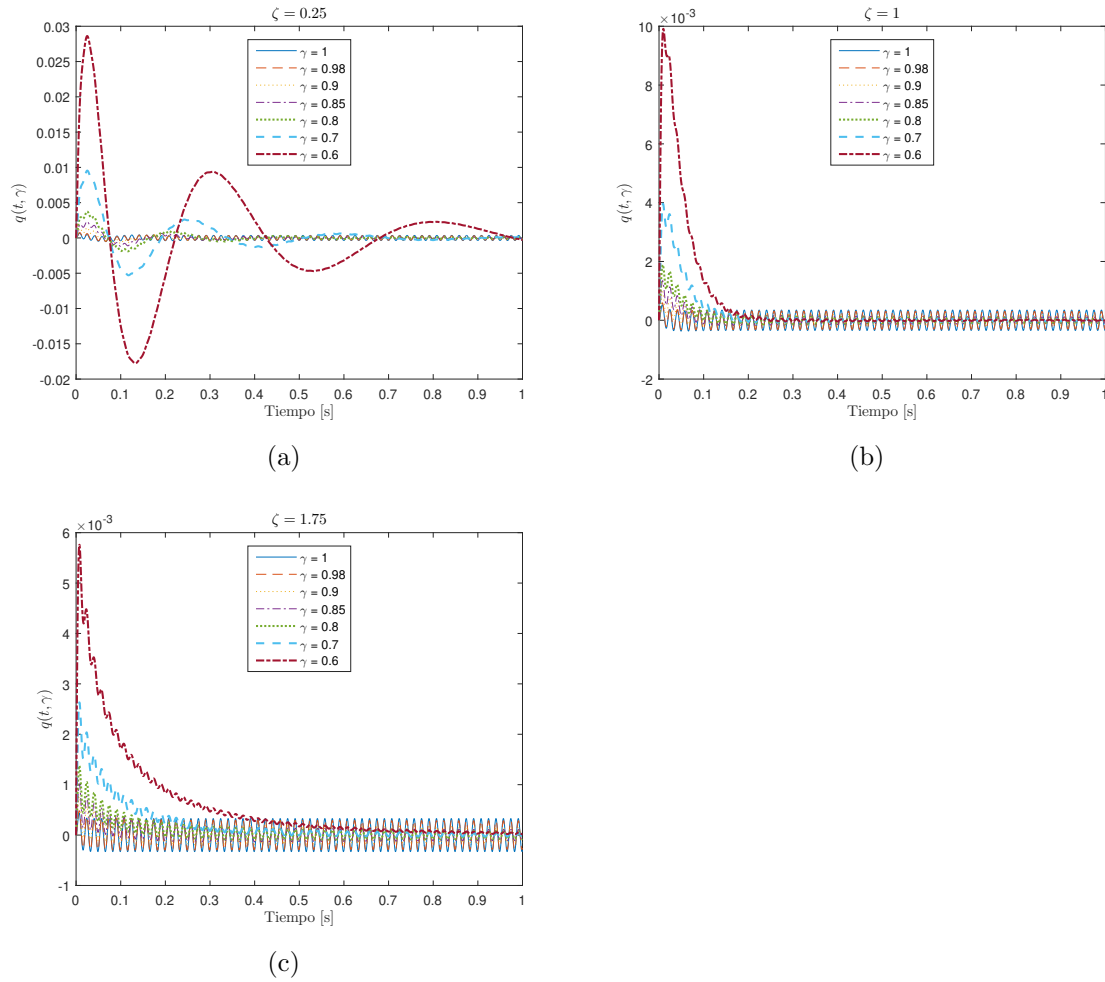 ζ = 0.25
q(t, γ)
0.03
0.025
0.02
0.015
0.01
0.005
0
-0.005
-0.01
-0.015
-0.02
γ = 1
γ = 0.98
γ = 0.9
γ = 0.85
γ = 0.8
γ = 0.7
γ = 0.6
0 0.1 0.2 0.3 0.4 0.5 0.6 0.7 0.8 0.9 1
Tiempo [s]
(a)
ζ = 1
×10⁻³
q(t, γ)
10
8
6
4
2
0
-2
γ = 1
γ = 0.98
γ = 0.9
γ = 0.85
γ = 0.8
γ = 0.7
γ = 0.6
0 0.1 0.2 0.3 0.4 0.5 0.6 0.7 0.8 0.9 1
Tiempo [s]
(b)
ζ = 1.75
×10⁻³
q(t, γ)
6
5
4
3
2
1
0
-1
γ = 1
γ = 0.98
γ = 0.9
γ = 0.85
γ = 0.8
γ = 0.7
γ = 0.6
0 0.1 0.2 0.3 0.4 0.5 0.6 0.7 0.8 0.9 1
Tiempo [s]
(c)